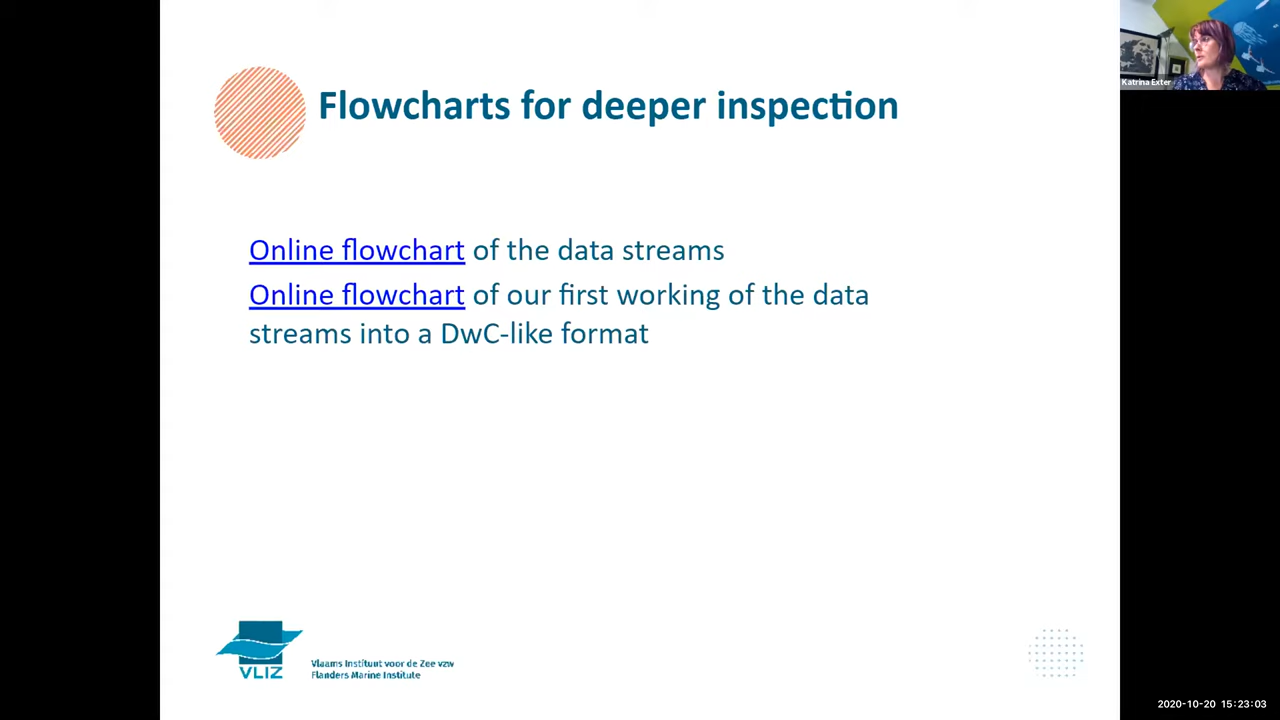 Flowcharts for deeper inspection
Katrina Exter
Online flowchart of the data streams
Online flowchart of our first working of the data
streams into a DwC-like format
VLIZ
Vlaams Instituut voor de Zee vzw
Flanders Marine Institute
2020-10-20 15:23:03